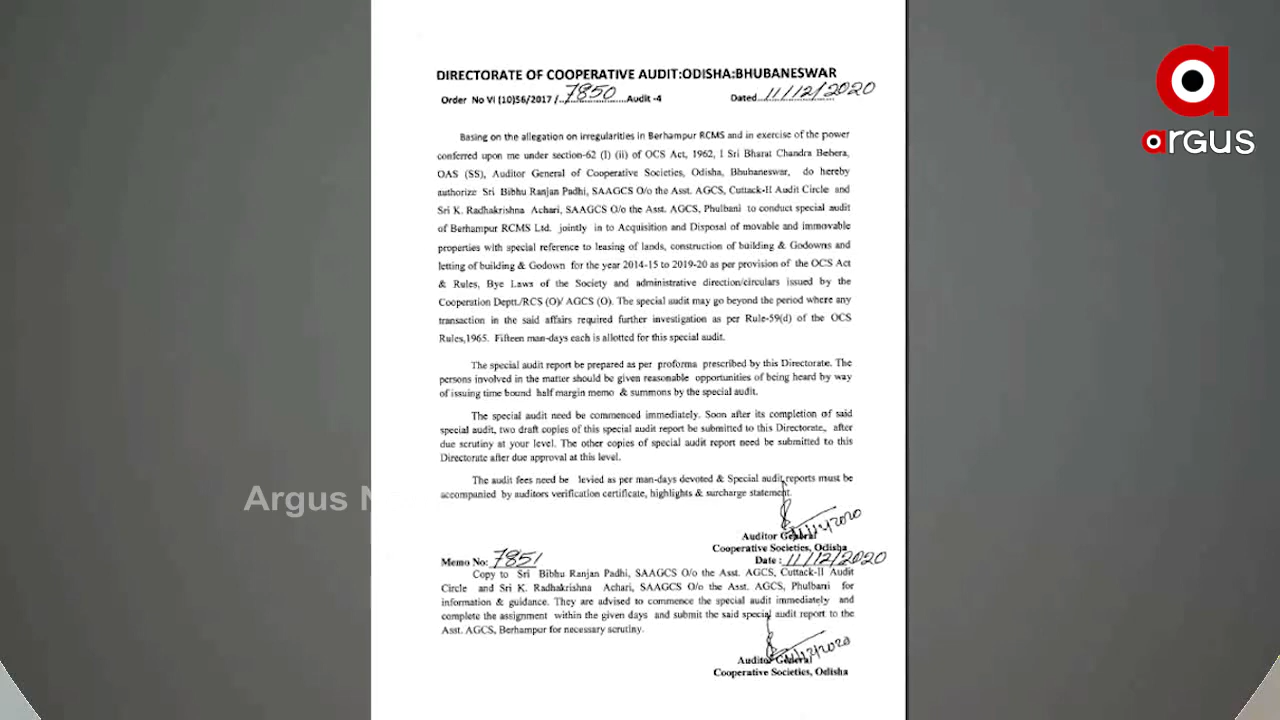 DIRECTORATE OF COOPERATIVE AUDIT:ODISHA:BHUBANESWAR
Order No VI (10)56/2017 /..7850....Audit -4 Dated..11/12/2020
Basing on the allegation on irregularities in Berhampur RCMS and in exercise of the power
conferred upon me under section-62 (I) (ii) of OCS Act, 1962, I Sri Bharat Chandra Behera,
OAS (SS), Auditor General of Cooperative Societies, Odisha, Bhubaneswar, do hereby
authorize Sri Bibhu Ranjan Padhi, SAAGCS O/o the Asst. AGCS, Cuttack-II Audit Circle and
Sri K. Radhakrishna Achari, SAAGCS O/o the Asst. AGCS, Phulbani to conduct special audit
of Berhampur RCMS Ltd. jointly in to Acquisition and Disposal of movable and immovable
properties with special reference to leasing of lands, construction of building & Godowns and
letting of building & Godown for the year 2014-15 to 2019-20 as per provision of the OCS Act
& Rules, Bye Laws of the Society and administrative direction/circulars issued by the
Cooperation Deptt./RCS (O)/ AGCS (O). The special audit may go beyond the period where any
transaction in the said affairs required further investigation as per Rule-59(d) of the OCS
Rules,1965. Fifteen man-days each is allotted for this special audit.
The special audit report be prepared as per proforma prescribed by this Directorate. The
persons involved in the matter should be given reasonable opportunities of being heard by way
of issuing time bound half margin memo & summons by the special audit.
The special audit need be commenced immediately. Soon after its completion of said
special audit, two draft copies of this special audit report be submitted to this Directorate, after
due scrutiny at your level. The other copies of special audit report need be submitted to this
Directorate after due approval at this level.
The audit fees need be levied as per man-days devoted & Special audit reports must be
accompanied by auditors verification certificate, highlights & surcharge statement.
11/12/2020
Auditor General
Cooperative Societies, Odisha
Memo No: 7851 Date : 11/12/2020
Copy to Sri Bibhu Ranjan Padhi, SAAGCS O/o the Asst. AGCS, Cuttack-II Audit
Circle and Sri K. Radhakrishna Achari, SAAGCS O/o the Asst. AGCS, Phulbani for
information & guidance. They are advised to commence the special audit immediately and
complete the assignment within the given days and submit the said special audit report to the
Asst. AGCS, Berhampur for necessary scrutiny.
11/12/2020
Auditor General
Cooperative Societies, Odisha
argus
Argus N